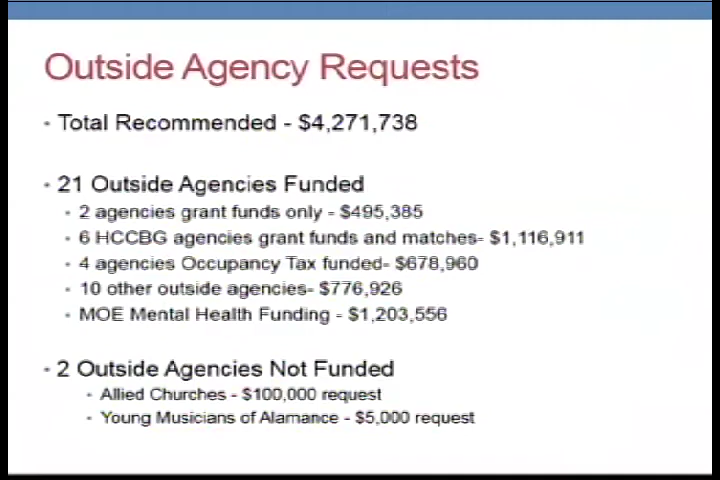 Outside Agency Requests
• Total Recommended - $4,271,738
• 21 Outside Agencies Funded
• 2 agencies grant funds only - $495,385
• 6 HCCBG agencies grant funds and matches- $1,116,911
• 4 agencies Occupancy Tax funded- $678,960
• 10 other outside agencies- $776,926
• MOE Mental Health Funding - $1,203,556
• 2 Outside Agencies Not Funded
• Allied Churches - $100,000 request
• Young Musicians of Alamance - $5,000 request